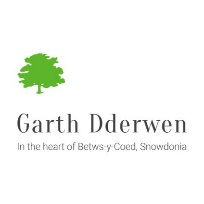 Garth Dderwen
In the heart of Betws-y-Coed, Snowdonia